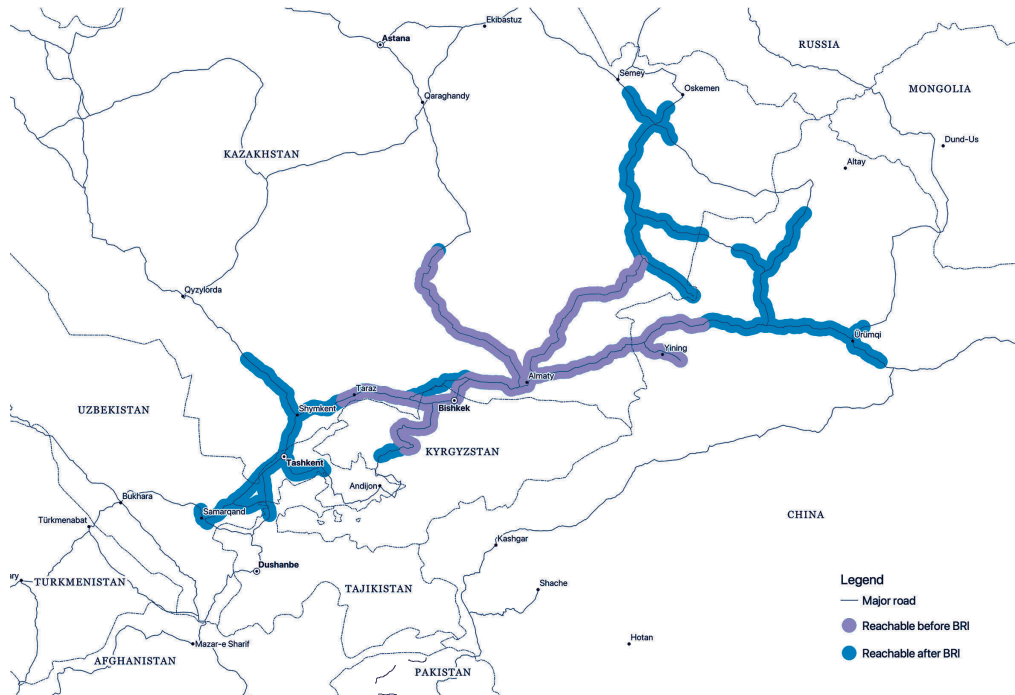 Ekibastuz
Astana
RUSSIA
Semey
Oskemen
MONGOLIA
Qaraghandy
Dund-Us
KAZAKHSTAN
Altay
Qyzylorda
Ürümqi
Yining
Almaty
Taraz
Bishkek
UZBEKISTAN
Shymkent
KYRGYZSTAN
Tashkent
Andijon
Bukhara
Samarqand
CHINA
Türkmenabat
Kashgar
Dushanbe
ry
TURKMENISTAN
TAJIKISTAN
Shache
Legend
Major road
Reachable before BRI
Hotan
Mazar-e Sharif
Reachable after BRI
AFGHANISTAN
PAKISTAN